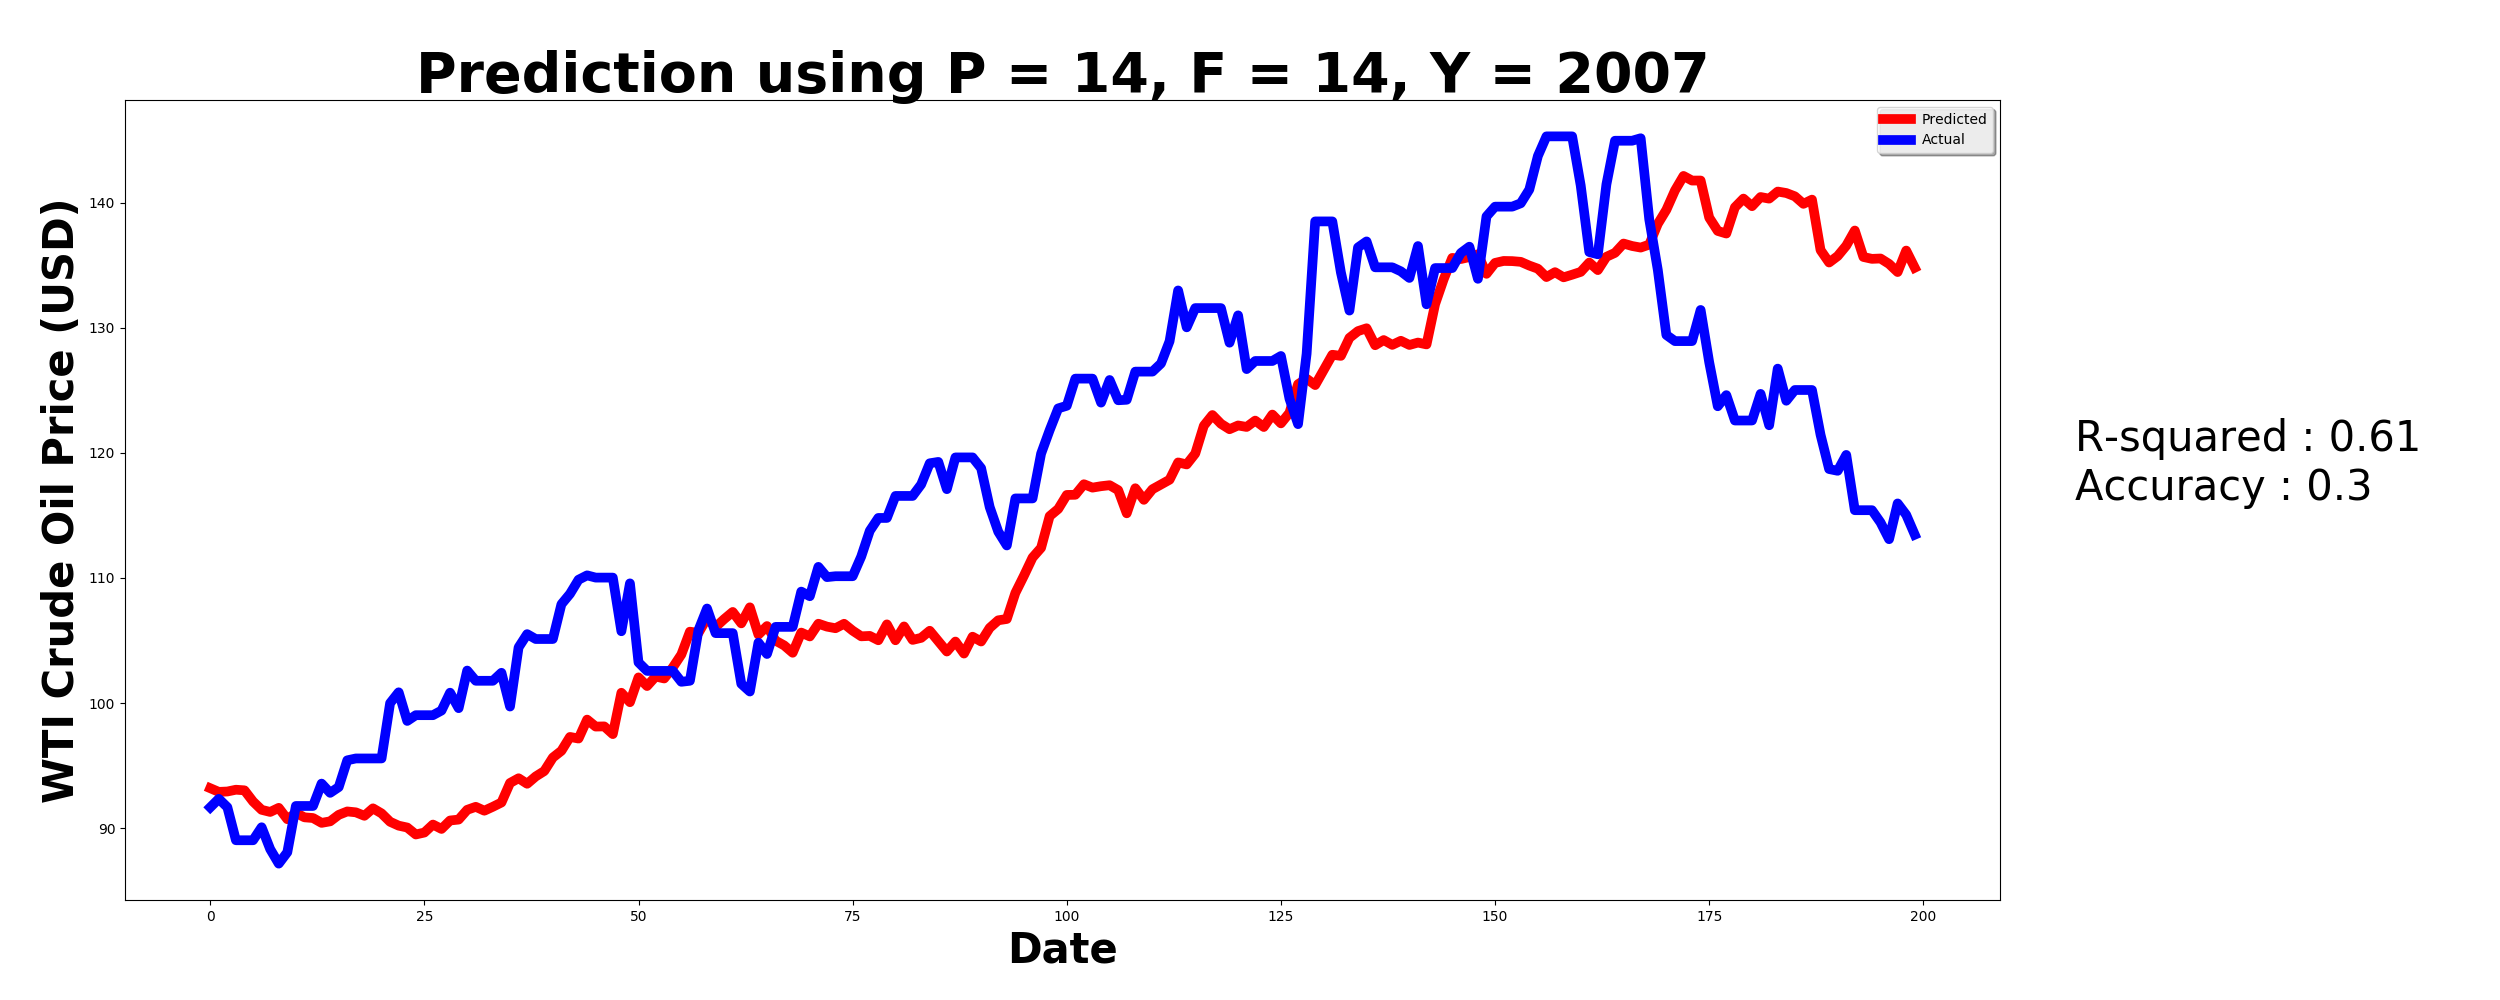 Prediction using P = 14, F = 14, Y = 2007
Predicted
Actual
WTI Crude Oil Price (USD)
140
130
120
110
100
90
0 25 50 75 100 125 150 175 200
Date
R-squared : 0.61
Accuracy : 0.3